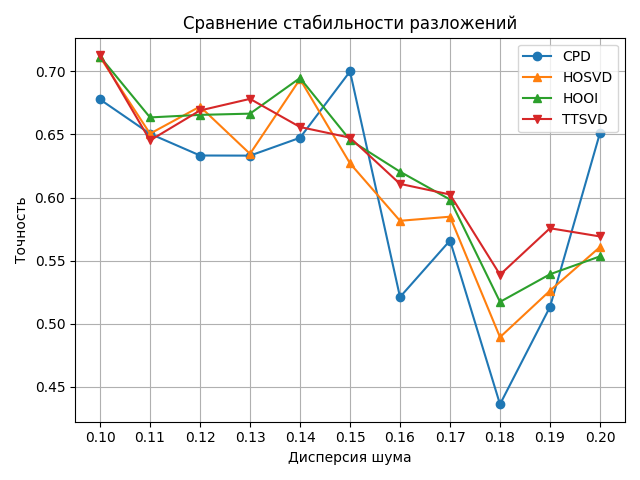 Сравнение стабильности разложений
CPD
HOSVD
HOOI
TTSVD
Точность
0.70
0.65
0.60
0.55
0.50
0.45
0.10 0.11 0.12 0.13 0.14 0.15 0.16 0.17 0.18 0.19 0.20
Дисперсия шума